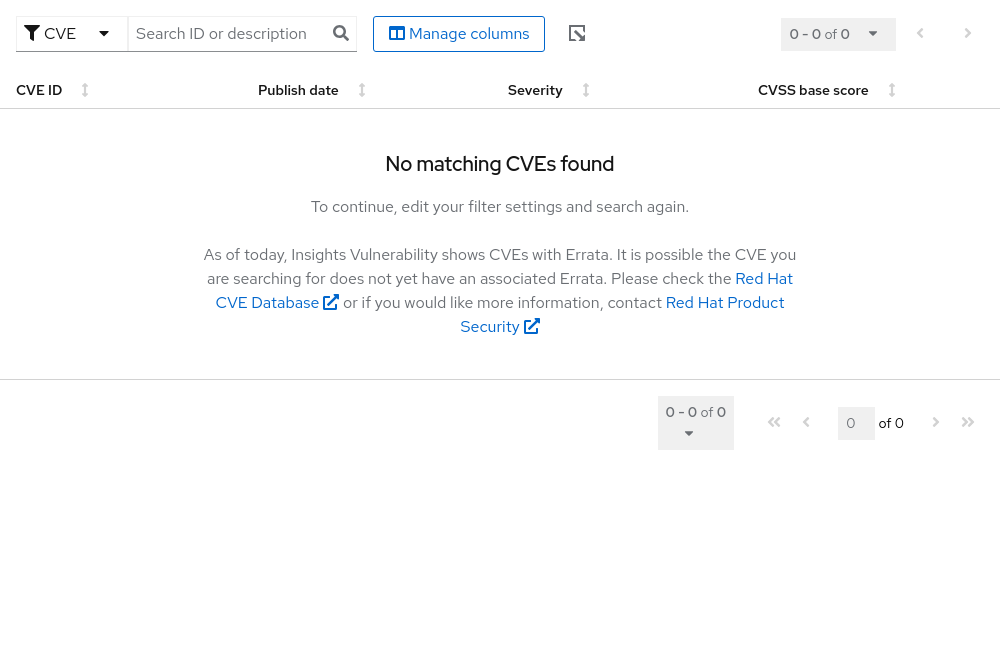 CVE Search ID or description Manage columns 0 - 0 of 0
CVE ID Publish date Severity CVSS base score
No matching CVEs found
To continue, edit your filter settings and search again.
As of today, Insights Vulnerability shows CVEs with Errata. It is possible the CVE you
are searching for does not yet have an associated Errata. Please check the Red Hat
CVE Database or if you would like more information, contact Red Hat Product
Security
0 - 0 of 0
0 of 0